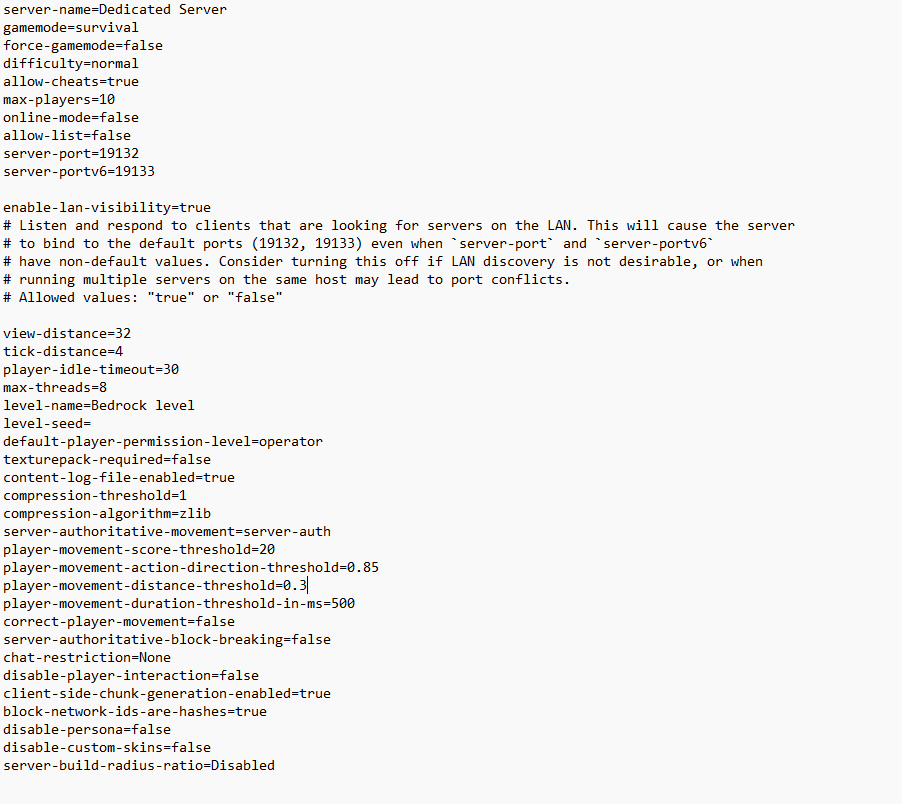 server-name=Dedicated Server
gamemode=survival
force-gamemode=false
difficulty=normal
allow-cheats=true
max-players=10
online-mode=false
allow-list=false
server-port=19132
server-portv6=19133
enable-lan-visibility=true
# Listen and respond to clients that are looking for servers on the LAN. This will cause the server
# to bind to the default ports (19132, 19133) even when `server-port` and `server-portv6`
# have non-default values. Consider turning this off if LAN discovery is not desirable, or when
# running multiple servers on the same host may lead to port conflicts.
# Allowed values: "true" or "false"
view-distance=32
tick-distance=4
player-idle-timeout=30
max-threads=8
level-name=Bedrock level
level-seed=
default-player-permission-level=operator
texturepack-required=false
content-log-file-enabled=true
compression-threshold=1
compression-algorithm=zlib
server-authoritative-movement=server-auth
player-movement-score-threshold=20
player-movement-action-direction-threshold=0.85
player-movement-distance-threshold=0.3
player-movement-duration-threshold-in-ms=500
correct-player-movement=false
server-authoritative-block-breaking=false
chat-restriction=None
disable-player-interaction=false
client-side-chunk-generation-enabled=true
block-network-ids-are-hashes=true
disable-persona=false
disable-custom-skins=false
server-build-radius-ratio=Disabled